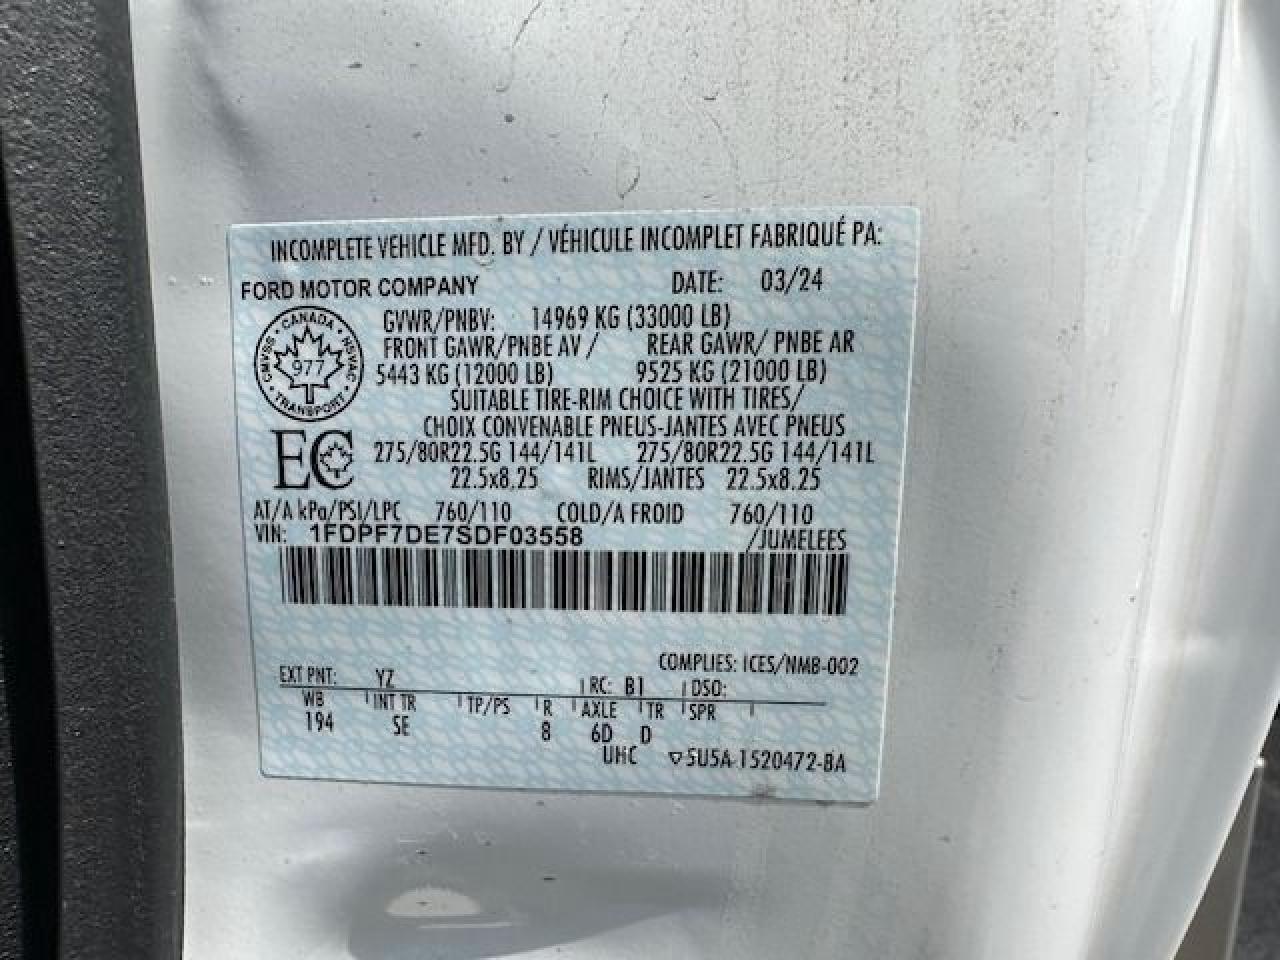 INCOMPLETE VEHICLE MFD. BY / VÉHICULE INCOMPLET FABRIQUÉ PA:
FORD MOTOR COMPANY DATE: 03/24
GVWR/PNBV: 14969 KG (33000 LB)
FRONT GAWR/PNBE AV / REAR GAWR/ PNBE AR
5443 KG (12000 LB) 9525 KG (21000 LB)
SUITABLE TIRE-RIM CHOICE WITH TIRES/
CHOIX CONVENABLE PNEUS-JANTES AVEC PNEUS
CANADA
CMVSS 977 NSVAC
TRANSPORT
EC
275/80R22.5G 144/141L 275/80R22.5G 144/141L
22.5x8.25 RIMS/JANTES 22.5x8.25
AT/A kPa/PSI/LPC 760/110 COLD/A FROID 760/110
VIN: 1FDPF7DE7SDF03558 /JUMELEES
COMPLIES: ICES/NMB-002
EXT PNT: YZ RC: B1 DSO:
WB INT TR TP/PS R AXLE TR SPR
194 SE 8 6D D
UHC ▽5U5A-1520472-BA